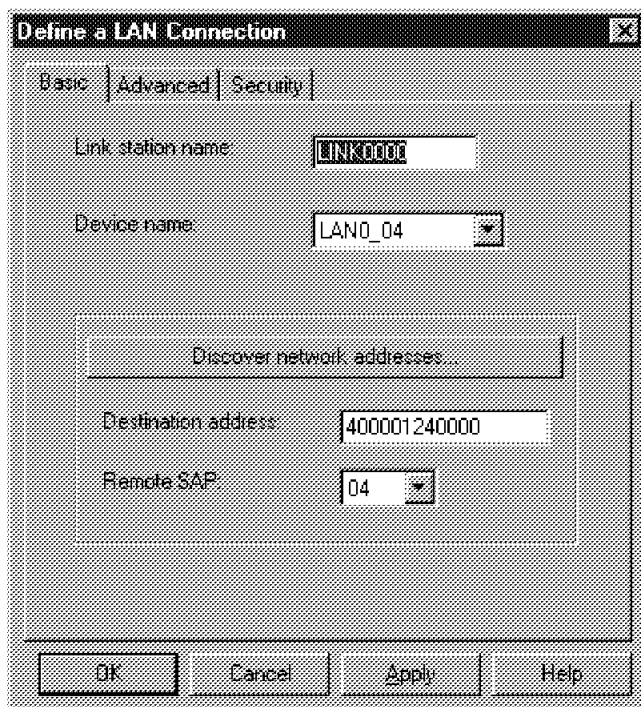 Define a LAN Connection
Basic Advanced Security
Link station name LINK0000
Device name: LAN0_04
Discover network addresses...
Destination address: 400001240000
Remote SAP: 04
OK Cancel Apply Help